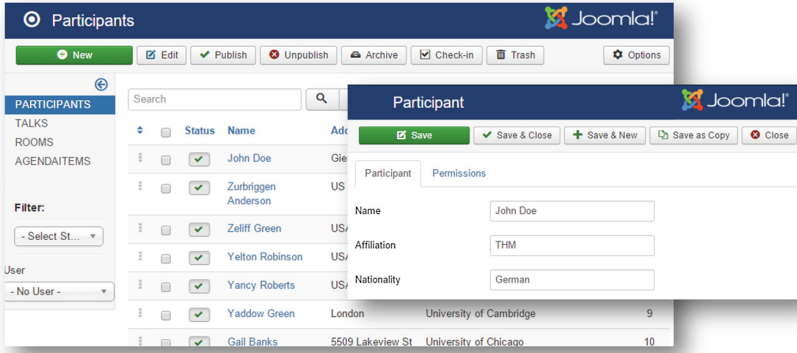 Participants
Joomla!
New
Edit
Publish
Unpublish
Archive
Check-in
Trash
Options
PARTICIPANTS
TALKS
ROOMS
AGENDAITEMS
Filter:
- Select St...
User
- No User -
Search
Status Name
John Doe
Zurbriggen
Anderson
US
Zeliff Green
Yelton Robinson
Yancy Roberts
Yaddow Green London University of Cambridge 9
Gail Banks 5509 Lakeview St University of Chicago 10
Participant
Joomla!
Save
Save & Close
Save & New
Save as Copy
Close
Participant
Permissions
Name
John Doe
Affiliation
THM
Nationality
German